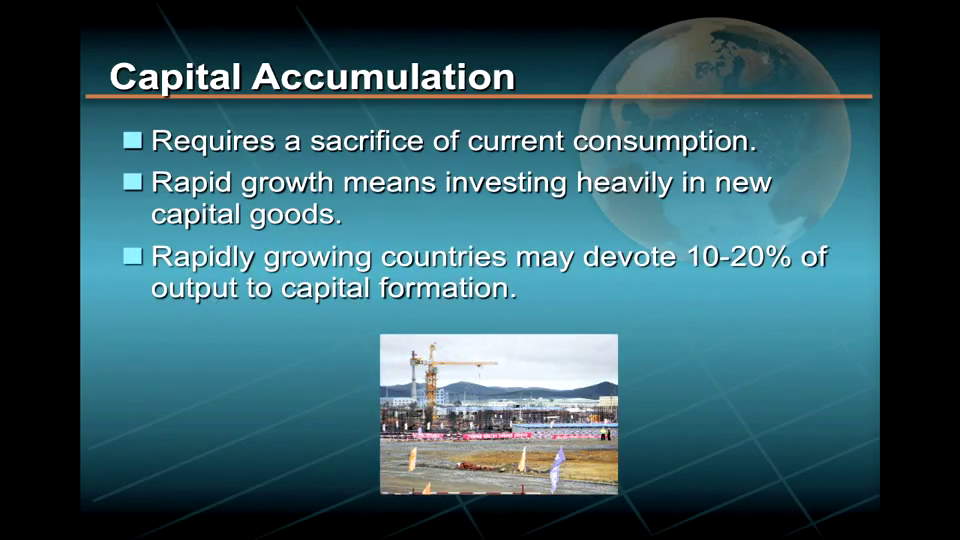 Capital Accumulation
Requires a sacrifice of current consumption.
Rapid growth means investing heavily in new
capital goods.
Rapidly growing countries may devote 10-20% of
output to capital formation.